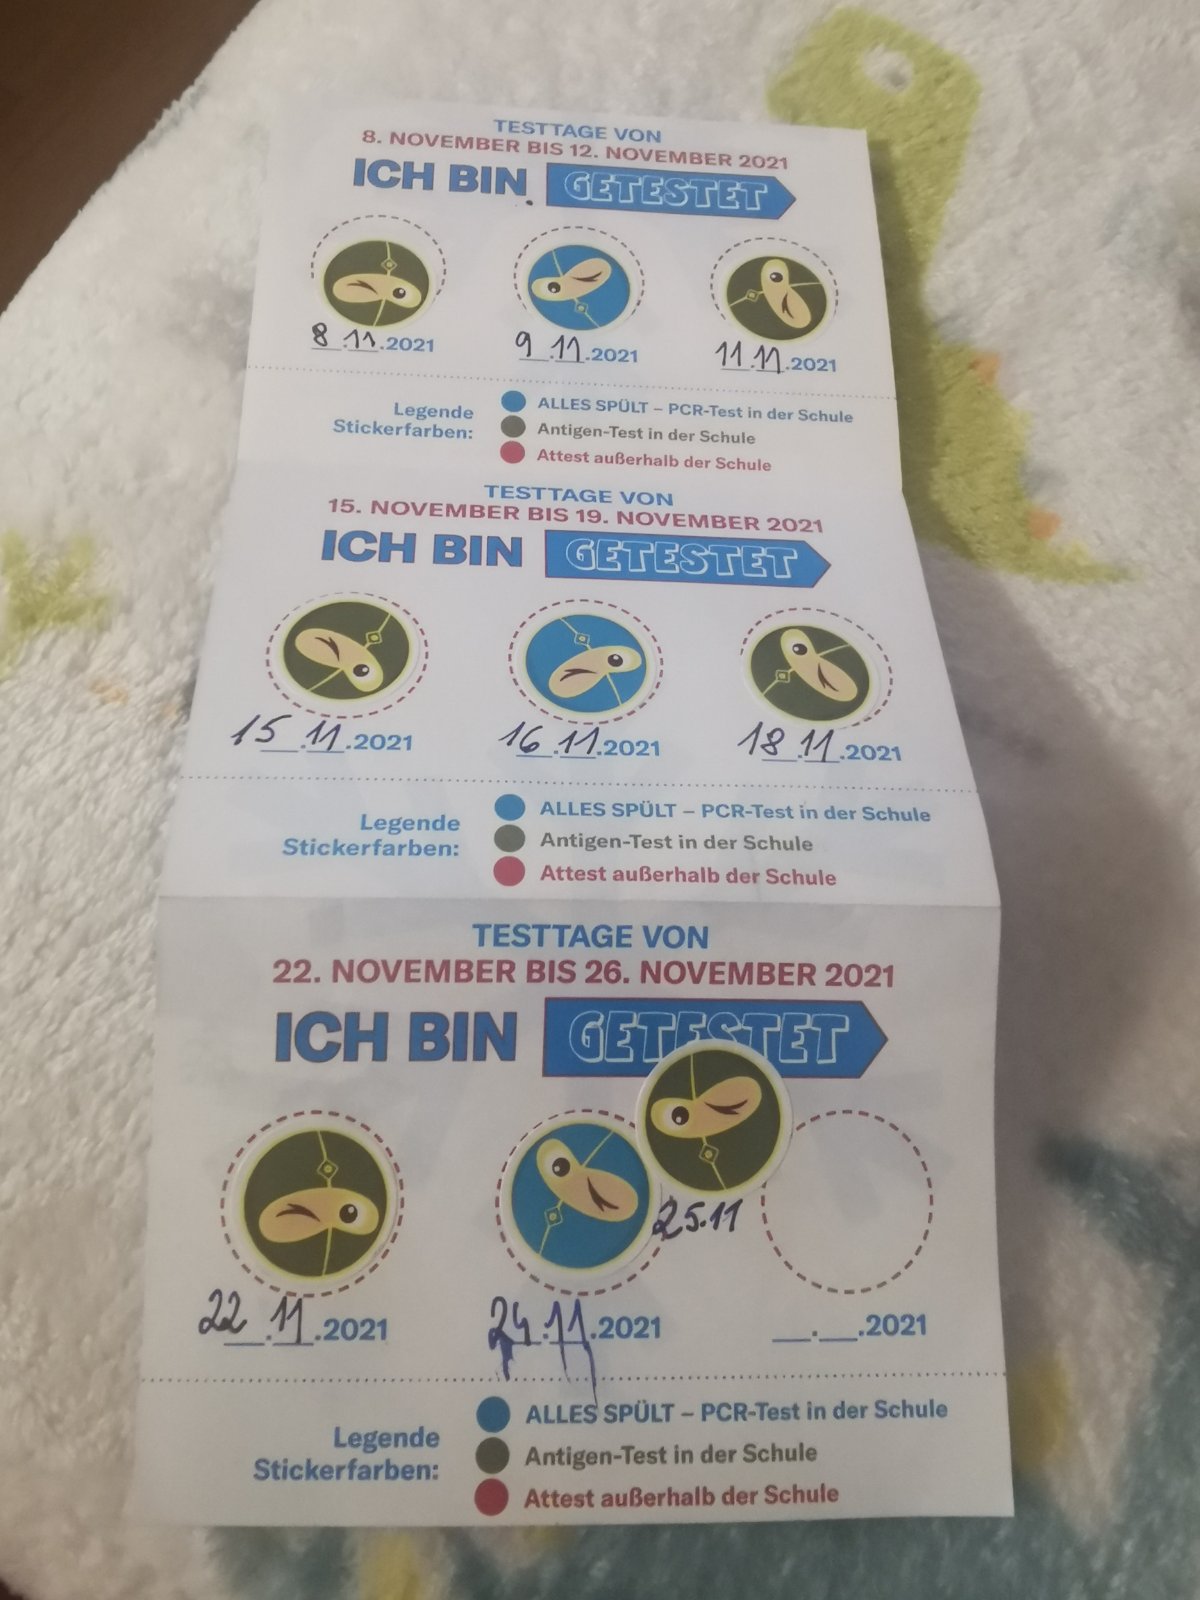 TESTTAGE VON
8. NOVEMBER BIS 12. NOVEMBER 2021
ICH BIN GETESTET
8.11.2021 9.11.2021 11.11.2021
Legende Stickerfarben:
ALLES SPÜLT – PCR-Test in der Schule
Antigen-Test in der Schule
Attest außerhalb der Schule
TESTTAGE VON
15. NOVEMBER BIS 19. NOVEMBER 2021
ICH BIN GETESTET
15.11.2021 16.11.2021 18.11.2021
Legende Stickerfarben:
ALLES SPÜLT – PCR-Test in der Schule
Antigen-Test in der Schule
Attest außerhalb der Schule
TESTTAGE VON
22. NOVEMBER BIS 26. NOVEMBER 2021
ICH BIN GETESTET
25.11
22.11.2021 24.11.2021 __.__.2021
Legende Stickerfarben:
ALLES SPÜLT – PCR-Test in der Schule
Antigen-Test in der Schule
Attest außerhalb der Schule